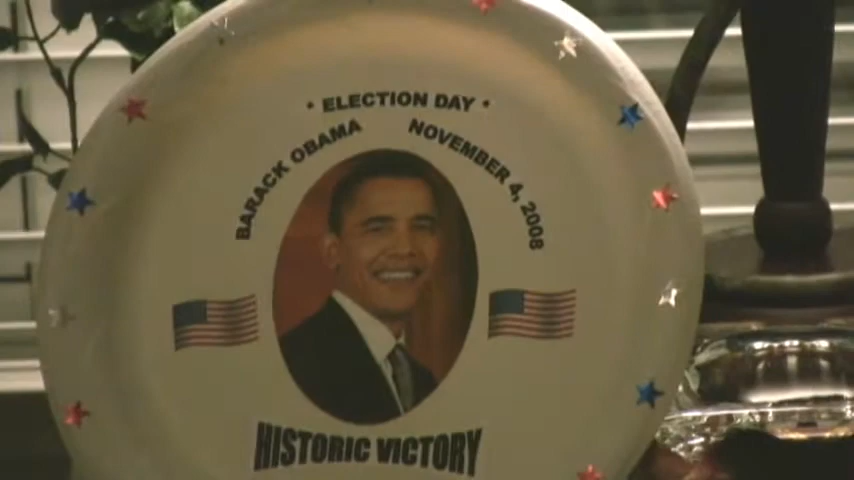 • ELECTION DAY •
BARACK OBAMA
NOVEMBER 4, 2008
HISTORIC VICTORY